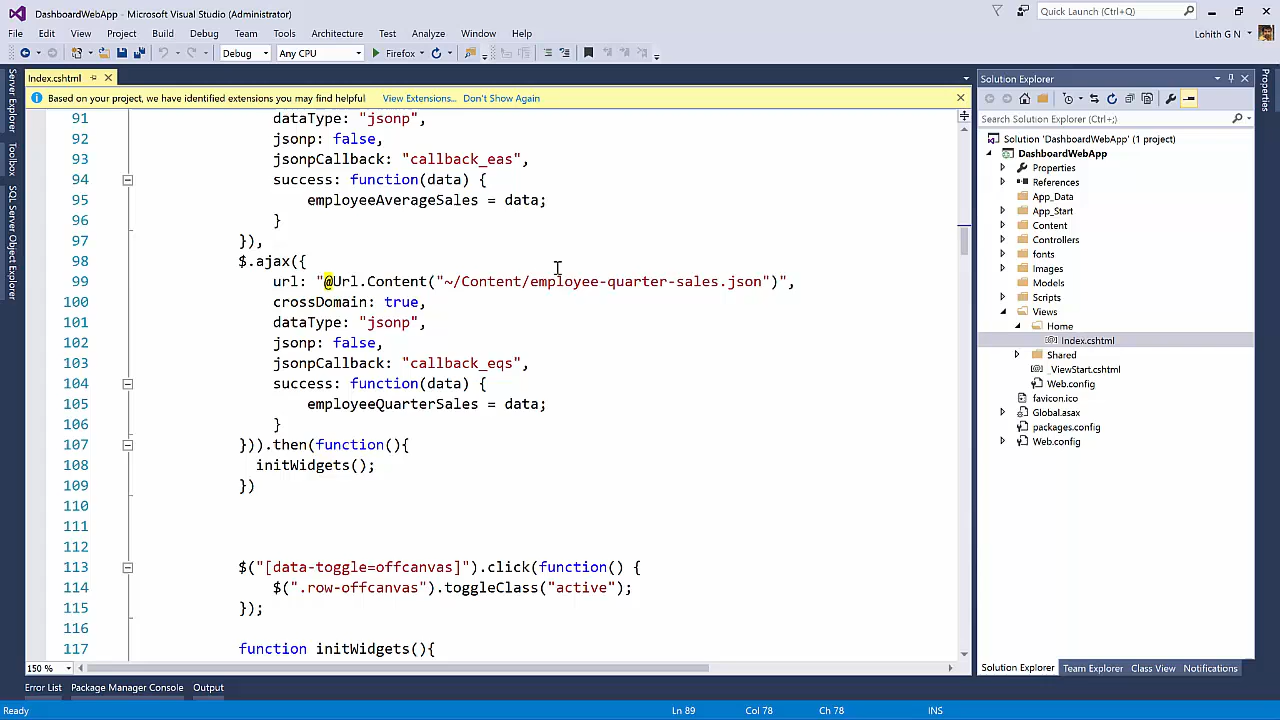 DashboardWebApp - Microsoft Visual Studio (Administrator)
Quick Launch (Ctrl+Q)
File Edit View Project Build Debug Team Tools Architecture Test Analyze Window Help
Lohith G N
Debug Any CPU Firefox
Server Explorer
Toolbox
SQL Server Object Explorer
Index.cshtml
Based on your project, we have identified extensions you may find helpful View Extensions... Don't Show Again
91 dataType: "jsonp",
92 jsonp: false,
93 jsonpCallback: "callback_eas",
94 success: function(data) {
95 employeeAverageSales = data;
96 }
97 }),
98 $.ajax({
99 url: "@Url.Content("~/Content/employee-quarter-sales.json")",
100 crossDomain: true,
101 dataType: "jsonp",
102 jsonp: false,
103 jsonpCallback: "callback_eqs",
104 success: function(data) {
105 employeeQuarterSales = data;
106 }
107 })).then(function(){
108 initWidgets();
109 })
110
111
112
113 $("[data-toggle=offcanvas]").click(function() {
114 $(".row-offcanvas").toggleClass("active");
115 });
116
117 function initWidgets(){
150 %
Solution Explorer
Search Solution Explorer (Ctrl+;)
Solution 'DashboardWebApp' (1 project)
DashboardWebApp
Properties
References
App_Data
App_Start
Content
Controllers
fonts
Images
Models
Scripts
Views
Home
Index.cshtml
Shared
_ViewStart.cshtml
Web.config
favicon.ico
Global.asax
packages.config
Web.config
Solution Explorer Team Explorer Class View Notifications
Properties
Error List Package Manager Console Output
Ready Ln 89 Col 78 Ch 78 INS